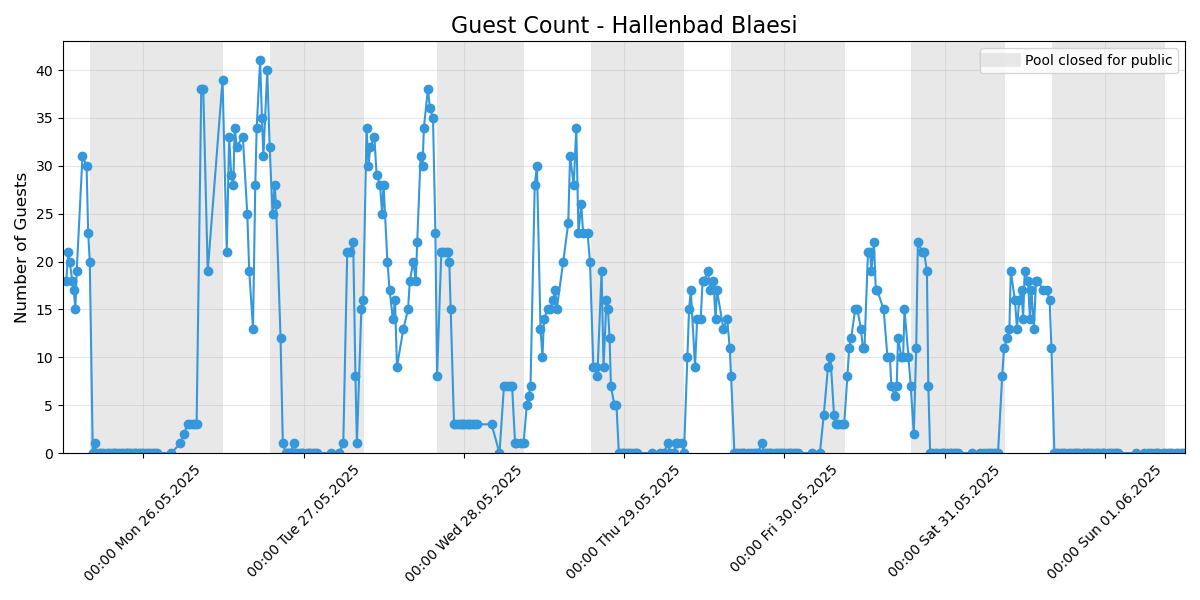 Guest Count - Hallenbad Blaesi
Pool closed for public
Number of Guests
40
35
30
25
20
15
10
5
0
00:00 Mon 26.05.2025
00:00 Tue 27.05.2025
00:00 Wed 28.05.2025
00:00 Thu 29.05.2025
00:00 Fri 30.05.2025
00:00 Sat 31.05.2025
00:00 Sun 01.06.2025